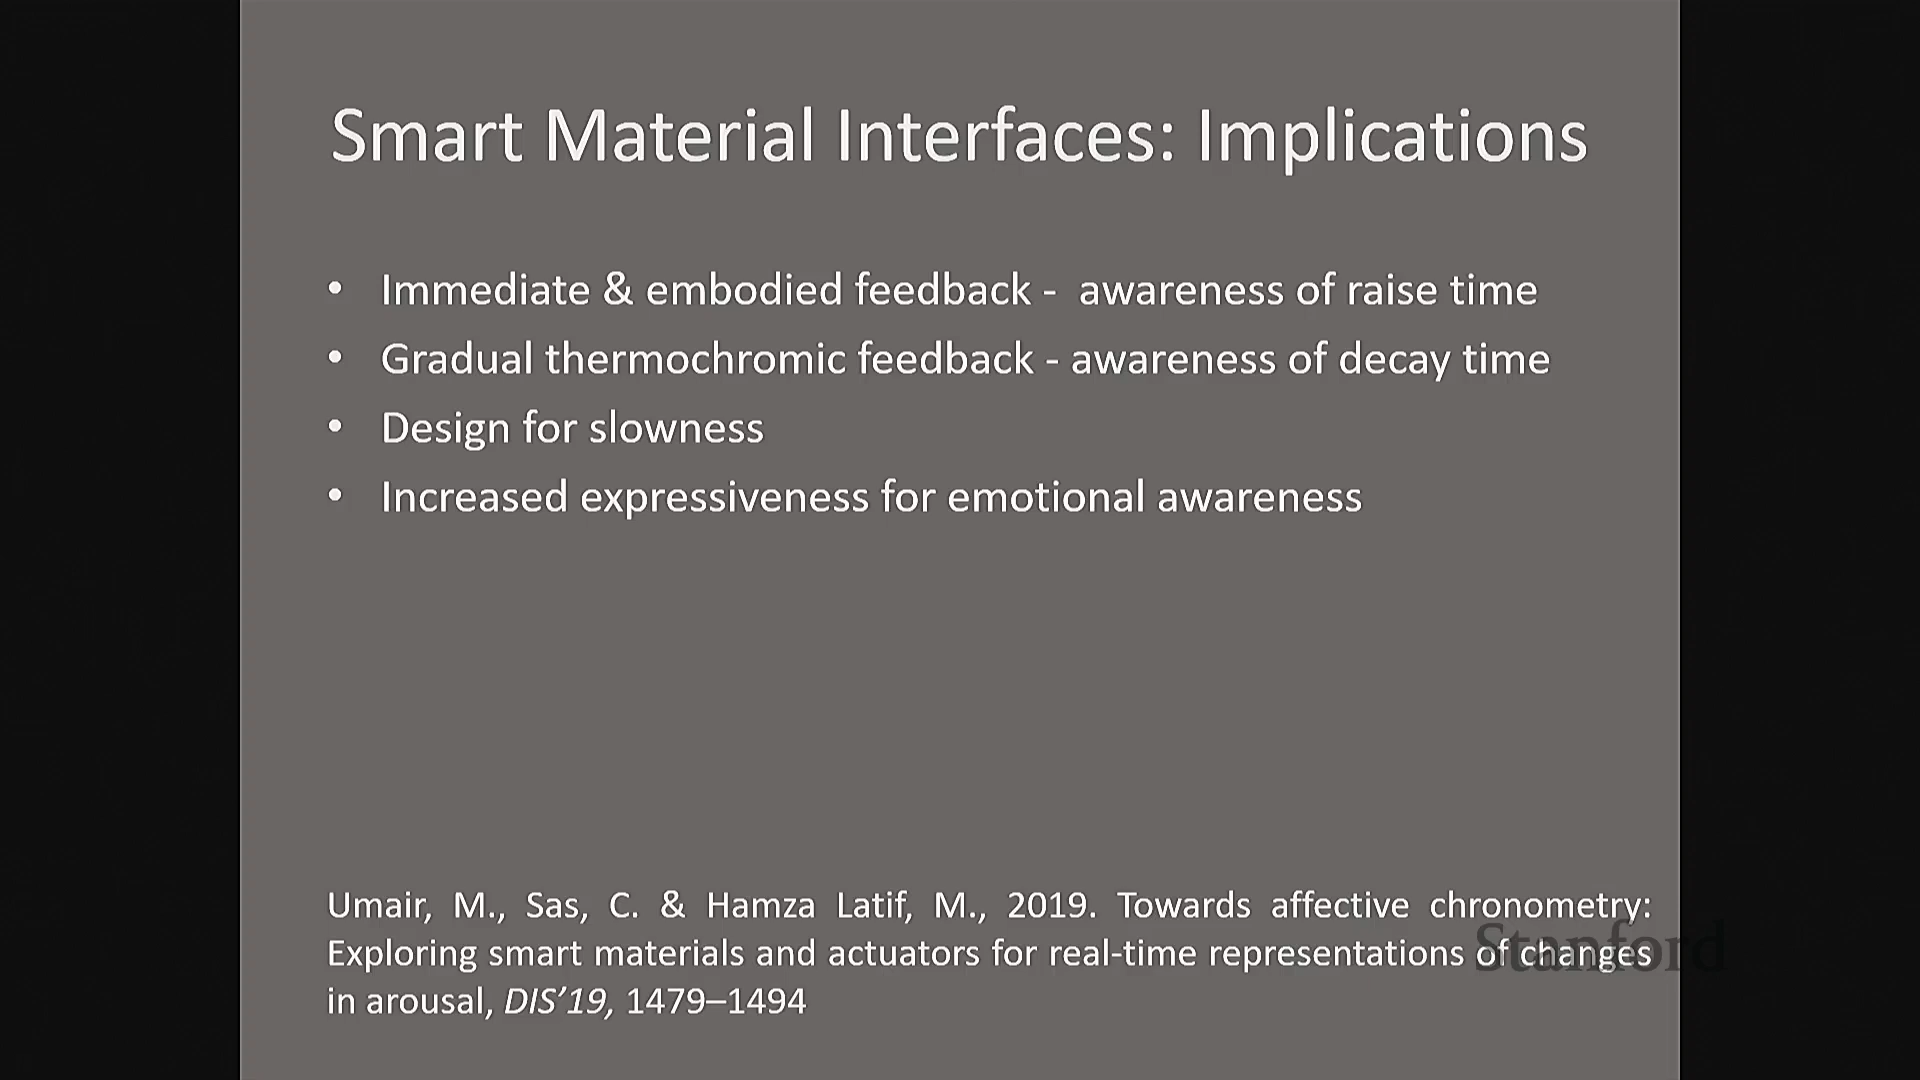 Smart Material Interfaces: Implications
• Immediate & embodied feedback -  awareness of raise time
• Gradual thermochromic feedback - awareness of decay time
• Design for slowness
• Increased expressiveness for emotional awareness
Umair, M., Sas, C. & Hamza Latif, M., 2019. Towards affective chronometry:
Exploring smart materials and actuators for real-time representations of changes
in arousal, DIS’19, 1479–1494
Stanford